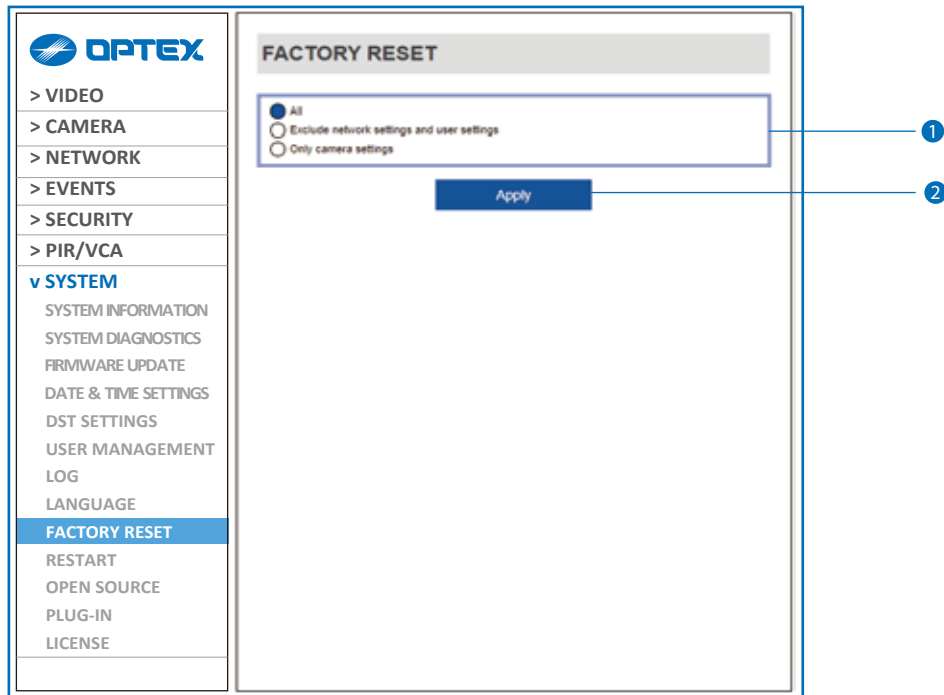 OPTEX
> VIDEO
> CAMERA
> NETWORK
> EVENTS
> SECURITY
> PIR/VCA
v SYSTEM
SYSTEM INFORMATION
SYSTEM DIAGNOSTICS
FIRMWARE UPDATE
DATE & TIME SETTINGS
DST SETTINGS
USER MANAGEMENT
LOG
LANGUAGE
FACTORY RESET
RESTART
OPEN SOURCE
PLUG-IN
LICENSE
FACTORY RESET
All
Exclude network settings and user settings
Only camera settings
1
Apply
2